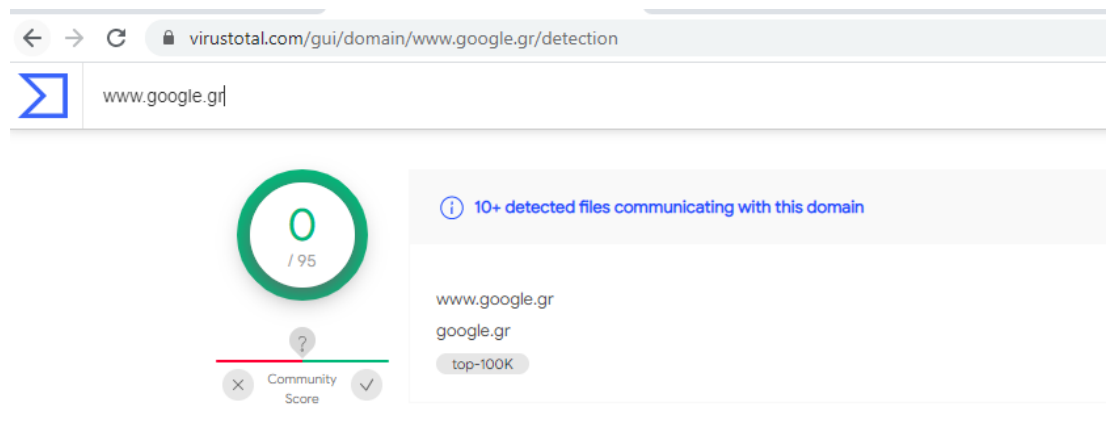 virustotal.com/gui/domain/www.google.gr/detection
www.google.gr
0
/ 95
10+ detected files communicating with this domain
www.google.gr
google.gr
top-100K
?
Community
Score